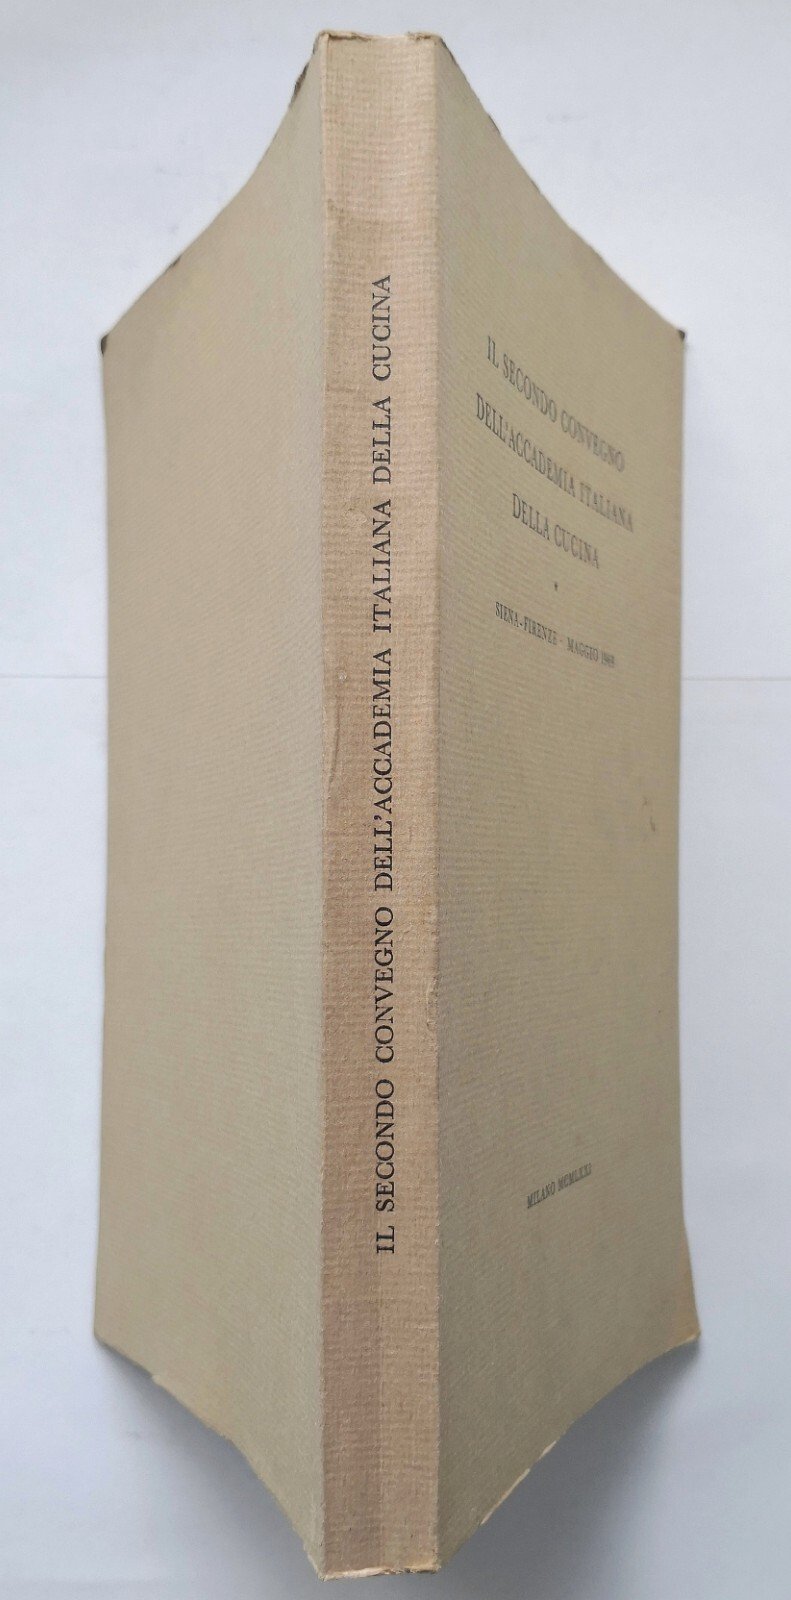 IL SECONDO CONVEGNO DELL'ACCADEMIA ITALIANA DELLA CUCINA
IL SECONDO CONVEGNO
DELL'ACCADEMIA ITALIANA
DELLA CUCINA
*
SIENA-FIRENZE · MAGGIO
MILANO MCMLXXI